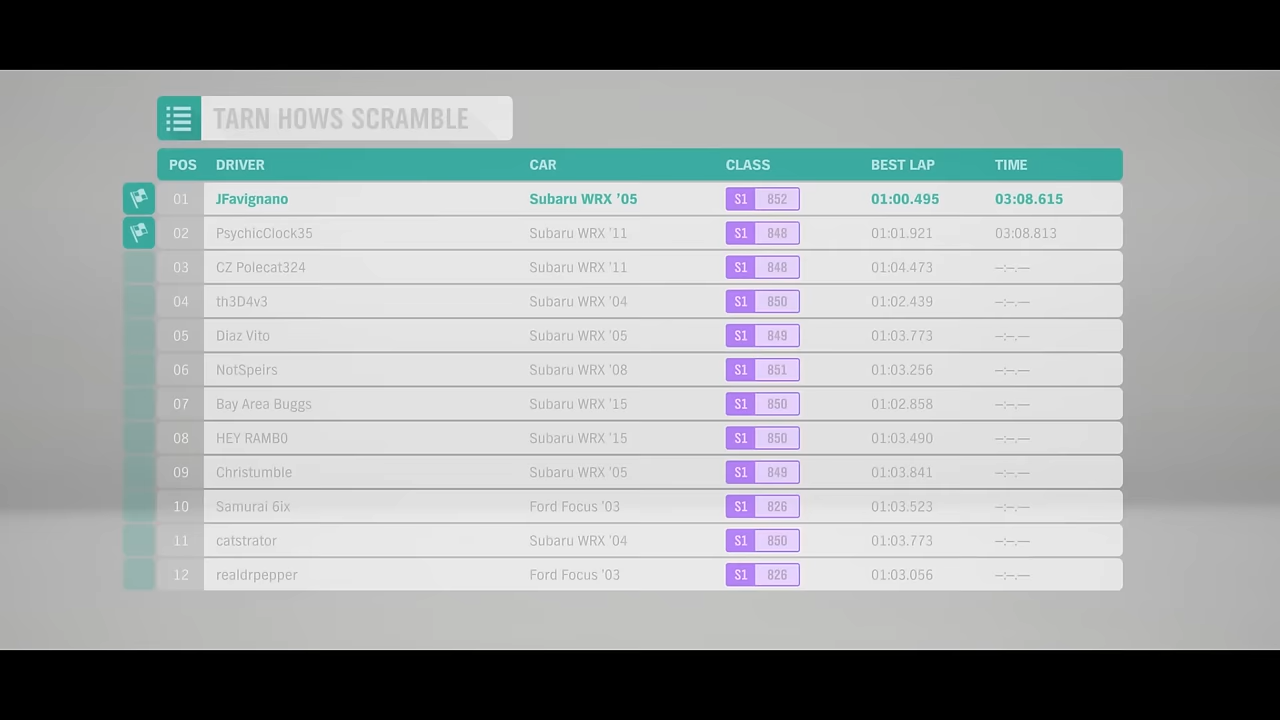 TARN HOWS SCRAMBLE
POS DRIVER CAR CLASS BEST LAP TIME
01 JFavignano Subaru WRX '05 S1 852 01:00.495 03:08.615
02 PsychicClock35 Subaru WRX '11 S1 848 01:01.921 03:08.813
03 CZ Polecat324 Subaru WRX '11 S1 848 01:04.473 --:--.---
04 th3D4v3 Subaru WRX '04 S1 850 01:02.439 --:--.---
05 Diaz Vito Subaru WRX '05 S1 849 01:03.773 --:--.---
06 NotSpeirs Subaru WRX '08 S1 851 01:03.256 --:--.---
07 Bay Area Buggs Subaru WRX '15 S1 850 01:02.858 --:--.---
08 HEY RAMB0 Subaru WRX '15 S1 850 01:03.490 --:--.---
09 Christumble Subaru WRX '05 S1 849 01:03.841 --:--.---
10 Samurai 6ix Ford Focus '03 S1 826 01:03.523 --:--.---
11 catstrator Subaru WRX '04 S1 850 01:03.773 --:--.---
12 realdrpepper Ford Focus '03 S1 826 01:03.056 --:--.---